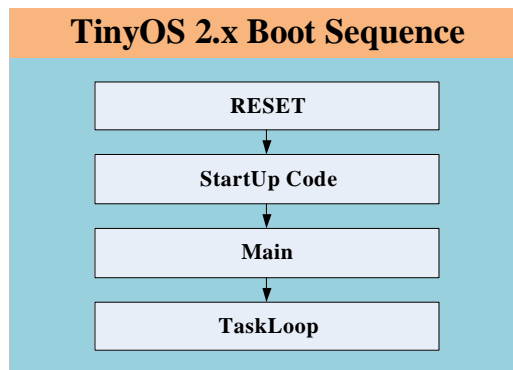 TinyOS 2.x Boot Sequence
RESET
StartUp Code
Main
TaskLoop